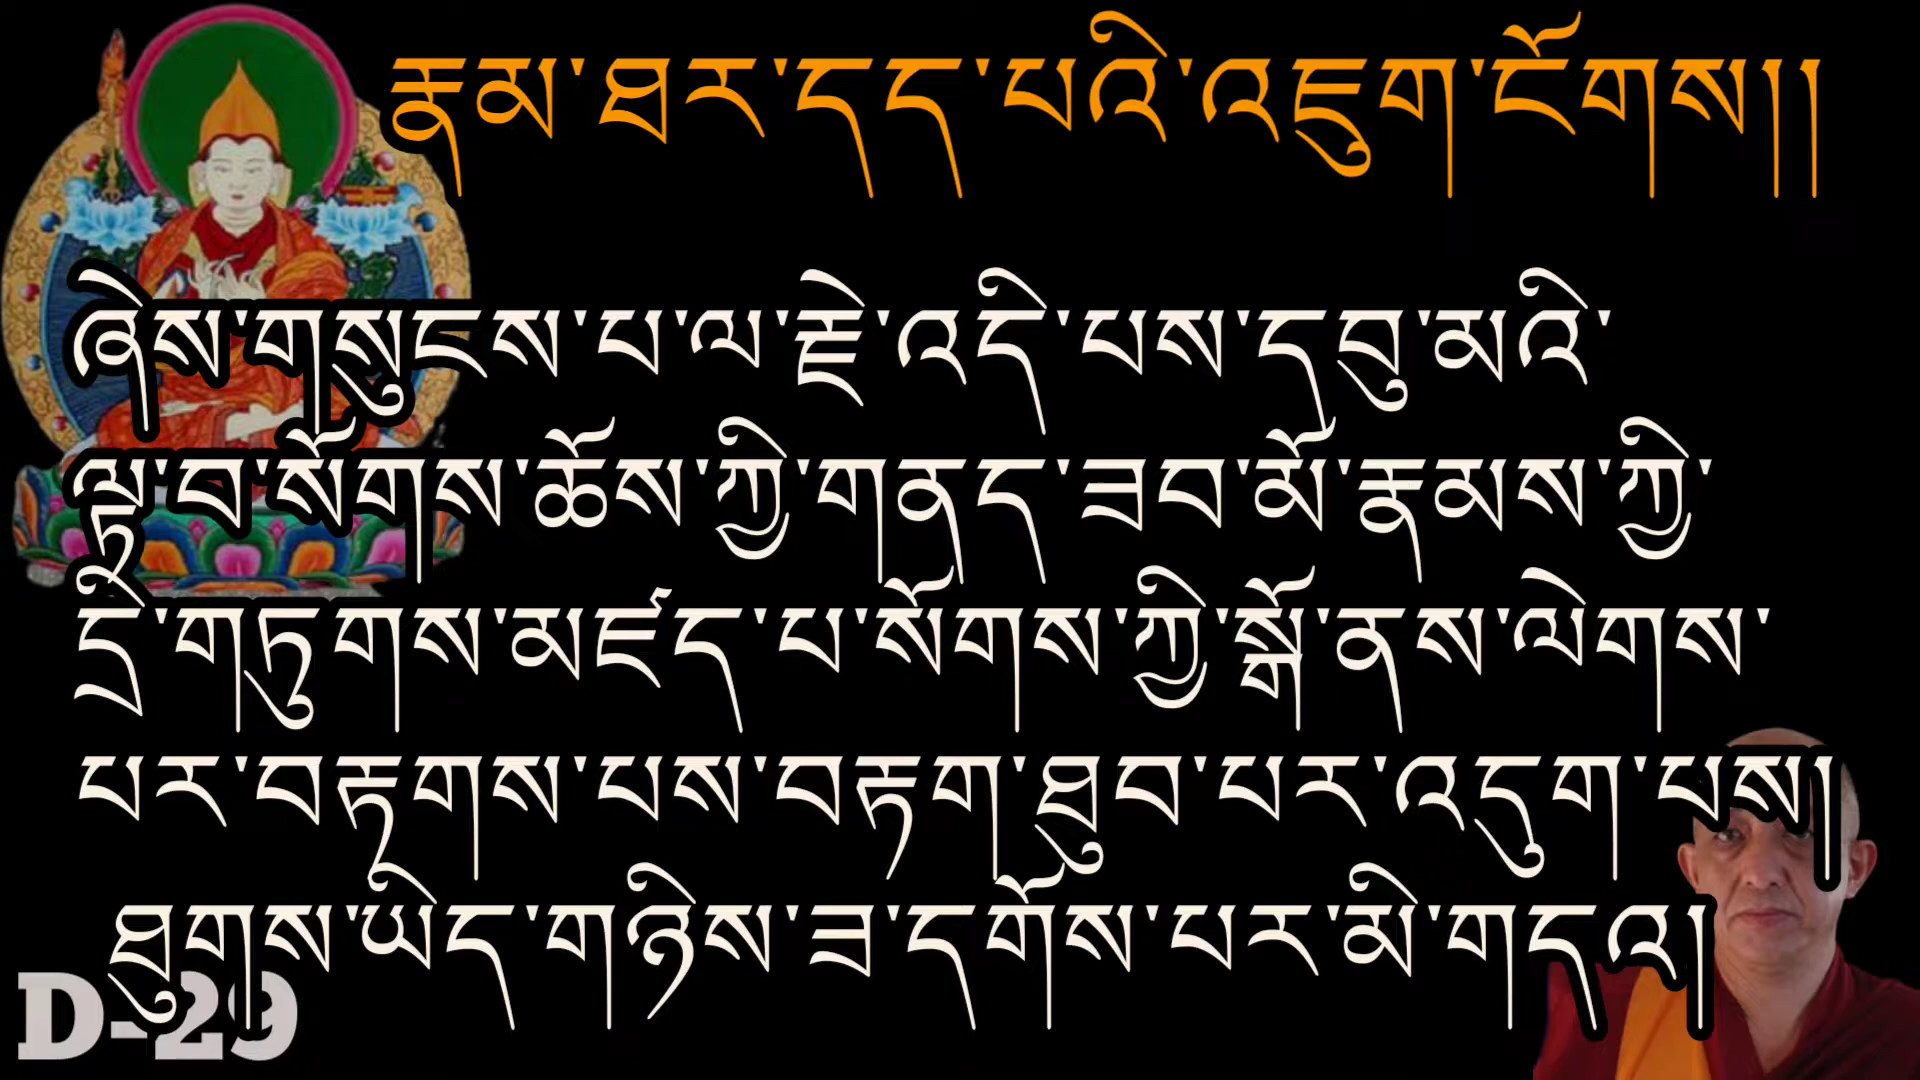 རྣམ་ཐར་དད་པའི་འཇུག་ངོགས།།
ཞེས་གསུངས་པ་ལ་རྗེ་འདི་པས་དབུ་མའི་
ལྟ་བ་སོགས་ཆོས་ཀྱི་གནད་ཟབ་མོ་རྣམས་ཀྱི་
དྲི་གཏུགས་མཛད་པ་སོགས་ཀྱི་སྒོ་ནས་ལེགས་
པར་བརྟགས་པས་བརྟག་ཐུབ་པར་འདུག་པས།
ཐུགས་ཡིད་གཉིས་ཟ་དགོས་པར་མི་གདའ།
D-29